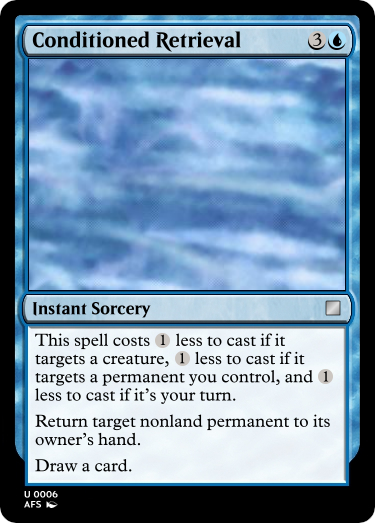 Conditioned Retrieval 3
Instant Sorcery
This spell costs 1 less to cast if it
targets a creature, 1 less to cast if it
targets a permanent you control, and 1
less to cast if it's your turn.
Return target nonland permanent to its
owner's hand.
Draw a card.
U 0006
AFS